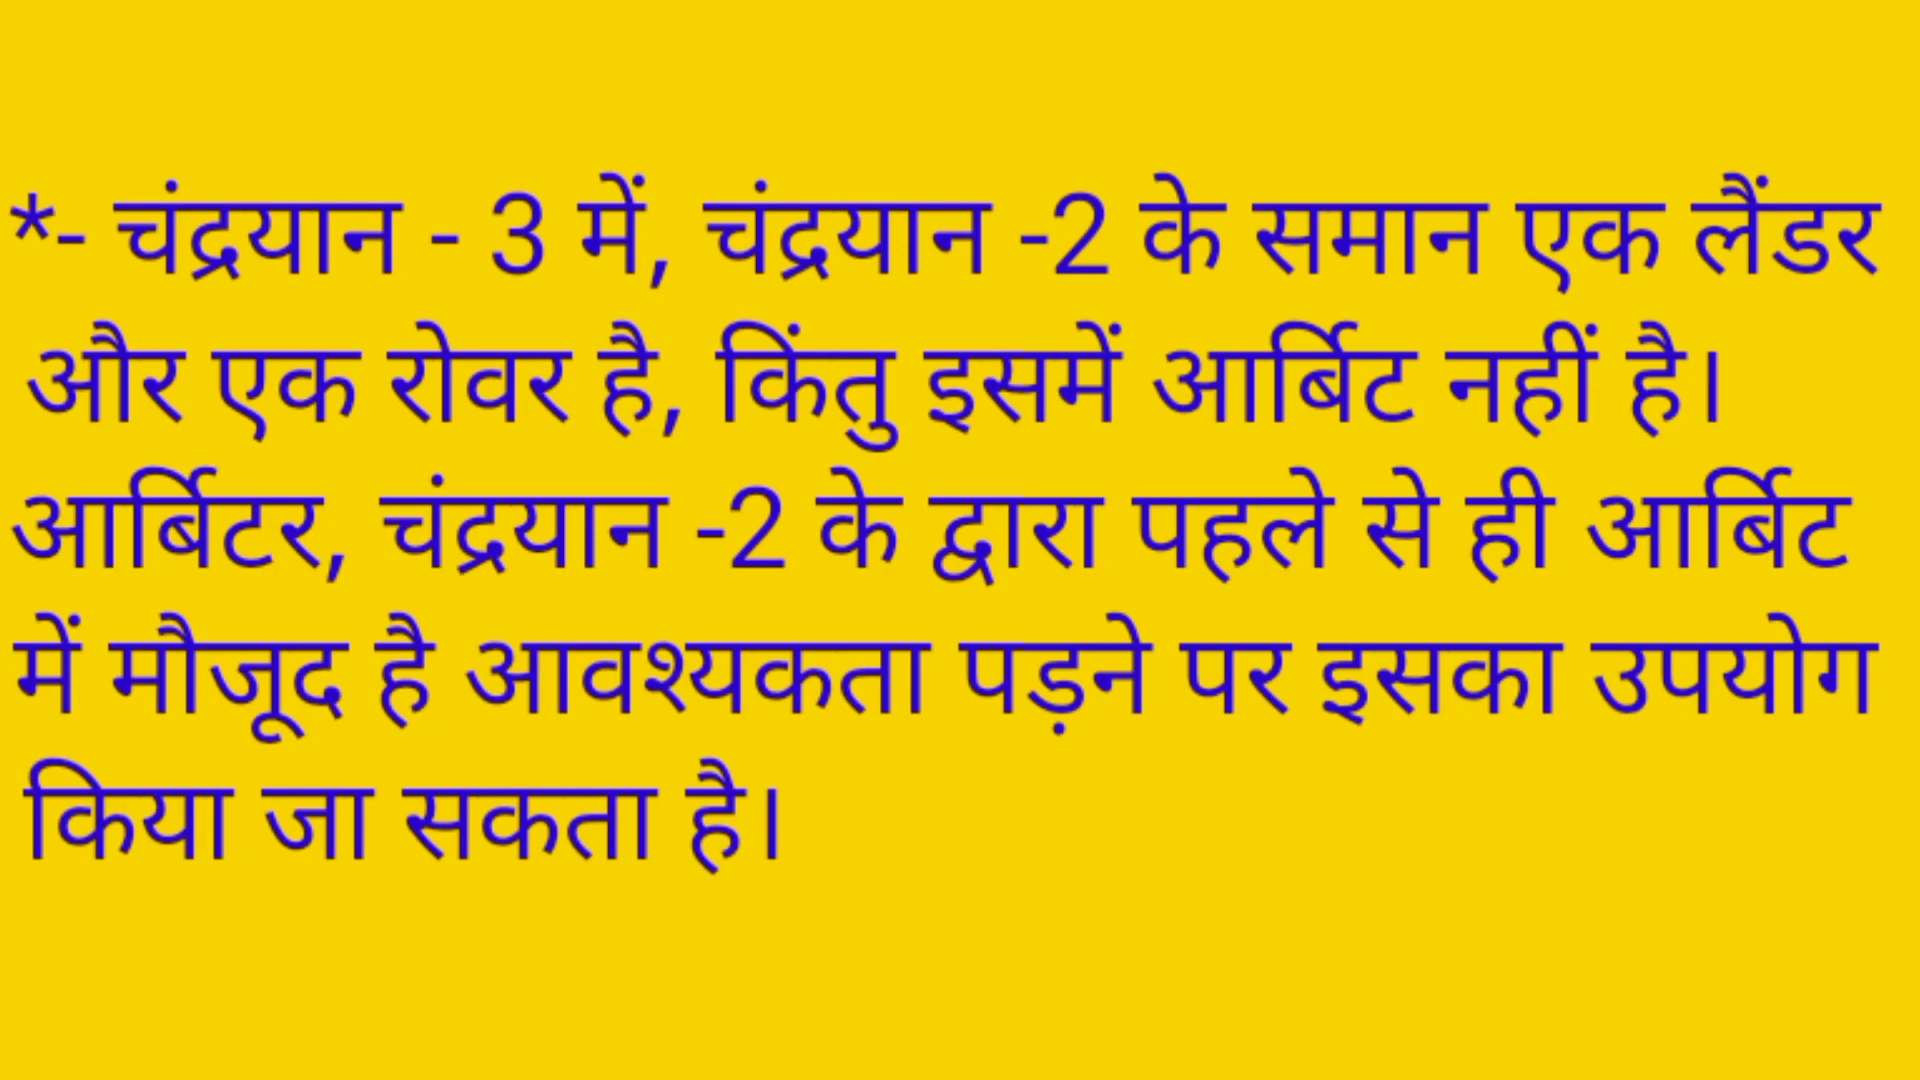 *- चंद्रयान - 3 में, चंद्रयान -2 के समान एक लैंडर
और एक रोवर है, किंतु इसमें आर्बिट नहीं है।
आर्बिटर, चंद्रयान -2 के द्वारा पहले से ही आर्बिट
में मौजूद है आवश्यकता पड़ने पर इसका उपयोग
किया जा सकता है।